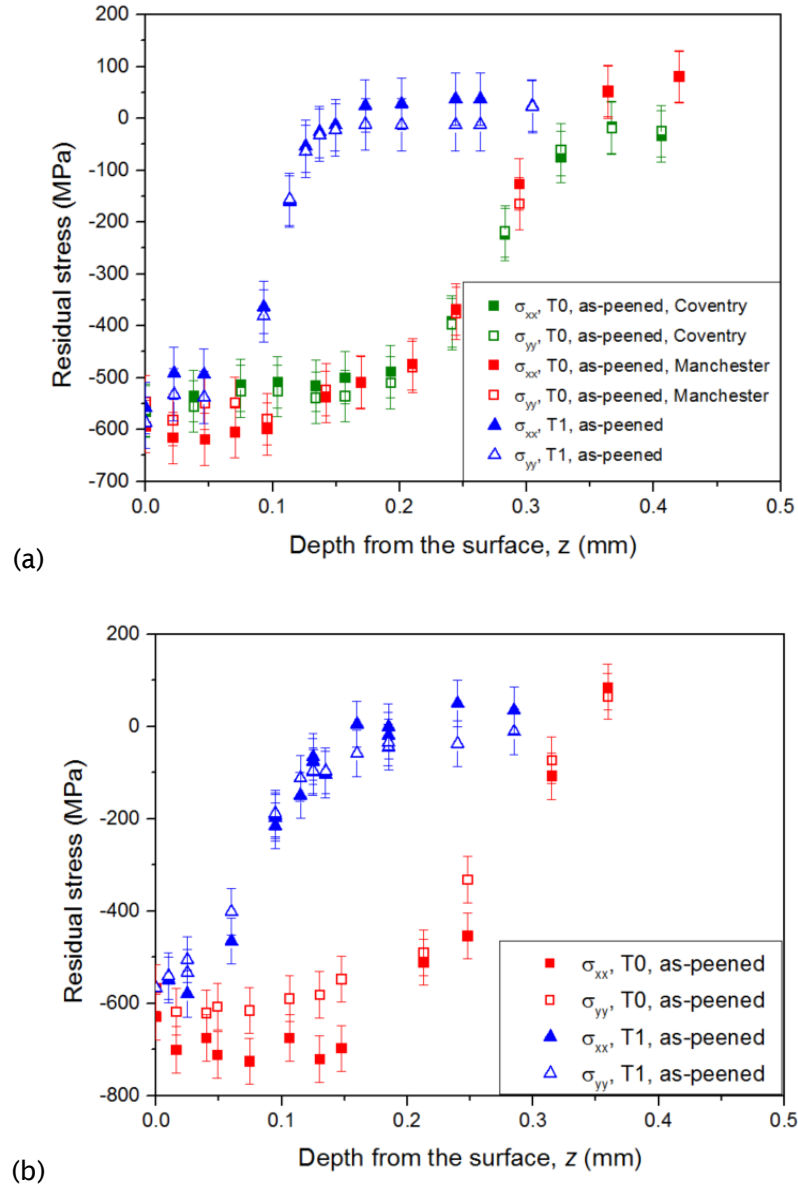 200
100
0
-100
-200
-300
-400
-500
-600
-700
Residual stress (MPa)
σxx, T0, as-peened, Coventry
σyy, T0, as-peened, Coventry
σxx, T0, as-peened, Manchester
σyy, T0, as-peened, Manchester
σxx, T1, as-peened
σyy, T1, as-peened
0.0 0.1 0.2 0.3 0.4 0.5
Depth from the surface, z (mm)
(a)
200
0
-200
-400
-600
-800
Residual stress (MPa)
σxx, T0, as-peened
σyy, T0, as-peened
σxx, T1, as-peened
σyy, T1, as-peened
0.0 0.1 0.2 0.3 0.4 0.5
Depth from the surface, z (mm)
(b)